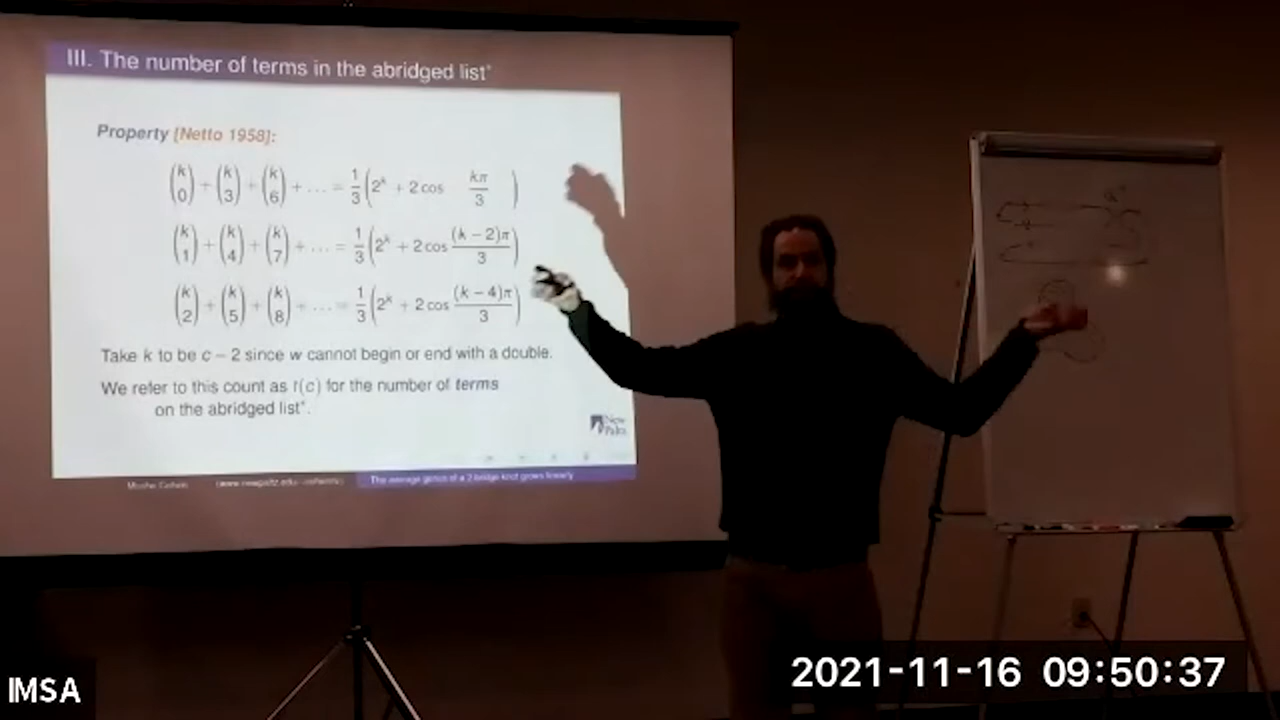 III. The number of terms in the abridged list*
Property [Netto 1958]:
(k 0) + (k 3) + (k 6) + ... = 1/3 (2^k + 2 cos kπ/3)
(k 1) + (k 4) + (k 7) + ... = 1/3 (2^k + 2 cos (k − 2)π/3)
(k 2) + (k 5) + (k 8) + ... = 1/3 (2^k + 2 cos (k − 4)π/3)
Take k to be c − 2 since w cannot begin or end with a double.
We refer to this count as t(c) for the number of terms
on the abridged list*.
New
Paltz
Moshe Cohen
The average genus of a 2-bridge knot grows linearly
IMSA
2021-11-16 09:50:37